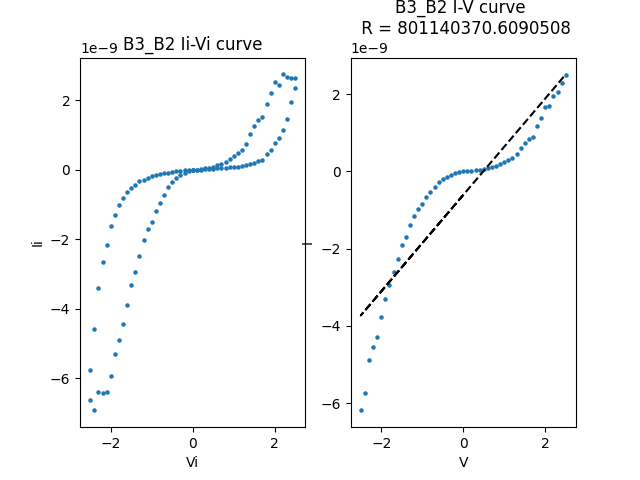 B3_B2 Ii-Vi curve
1e−9
2
0
−2
−4
−6
Ii
−2
0
2
Vi
B3_B2 I-V curve
R = 801140370.6090508
1e−9
2
0
−2
−4
−6
I
−2
0
2
V